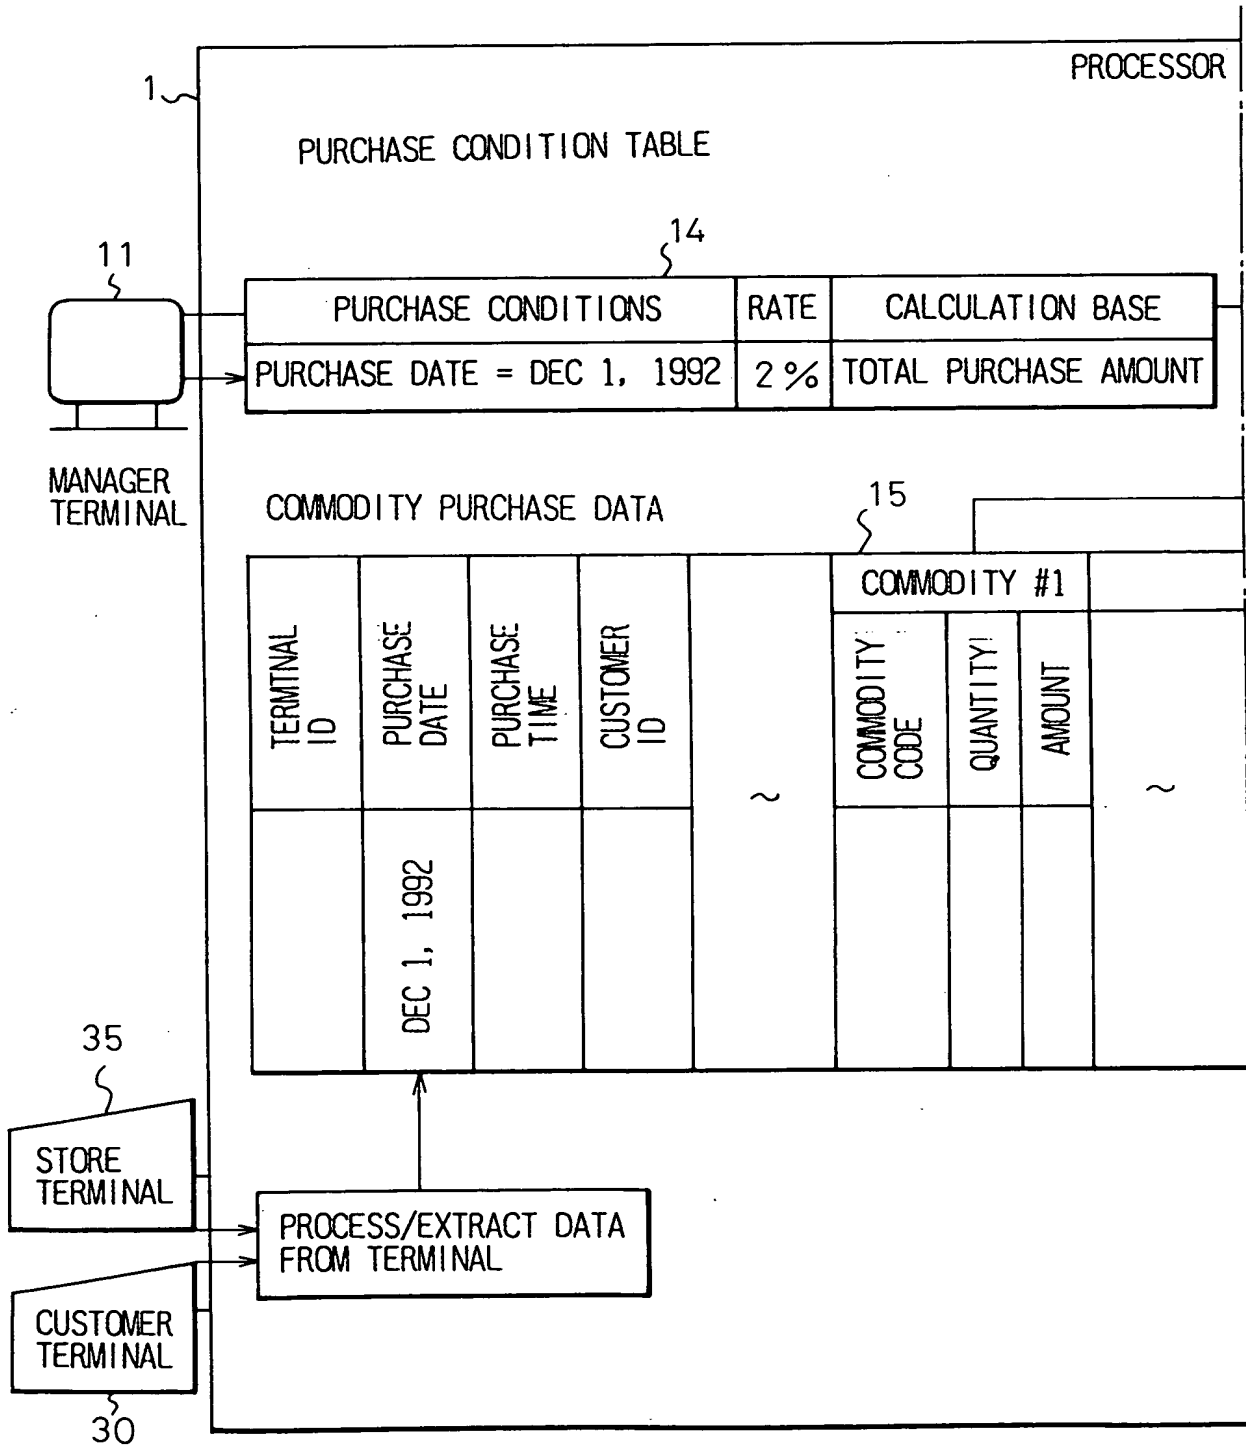 PROCESSOR
1
PURCHASE CONDITION TABLE
14
11
PURCHASE CONDITIONS RATE CALCULATION BASE
PURCHASE DATE = DEC 1, 1992 2% TOTAL PURCHASE AMOUNT
MANAGER
TERMINAL
COMMODITY PURCHASE DATA
15
COMMODITY #1
TERMTNAL
ID
PURCHASE
DATE
PURCHASE
TIME
CUSTOMER
ID
~
COMMODITY
CODE
QUANTITY
AMOUNT
~
DEC 1, 1992
35
STORE
TERMINAL
PROCESS/EXTRACT DATA
FROM TERMINAL
CUSTOMER
TERMINAL
30